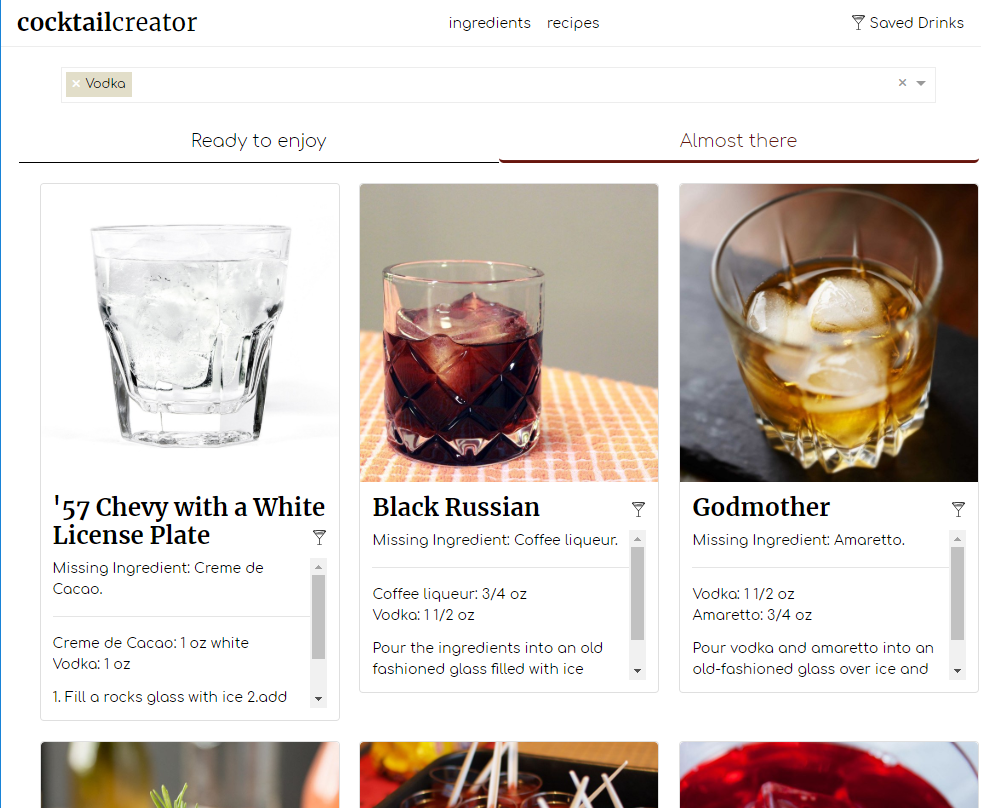 cocktailcreator
ingredients recipes
Saved Drinks
× Vodka
×
Ready to enjoy
Almost there
'57 Chevy with a White
License Plate
Missing Ingredient: Creme de
Cacao.
Creme de Cacao: 1 oz white
Vodka: 1 oz
1. Fill a rocks glass with ice 2.add
Black Russian
Missing Ingredient: Coffee liqueur.
Coffee liqueur: 3/4 oz
Vodka: 1 1/2 oz
Pour the ingredients into an old
fashioned glass filled with ice
Godmother
Missing Ingredient: Amaretto.
Vodka: 1 1/2 oz
Amaretto: 3/4 oz
Pour vodka and amaretto into an
old-fashioned glass over ice and